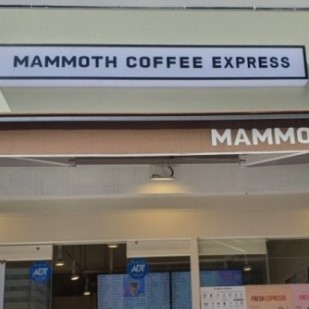 MAMMOTH COFFEE EXPRESS
MAMMO
ADT
ADT
FRESH ESPRESSO